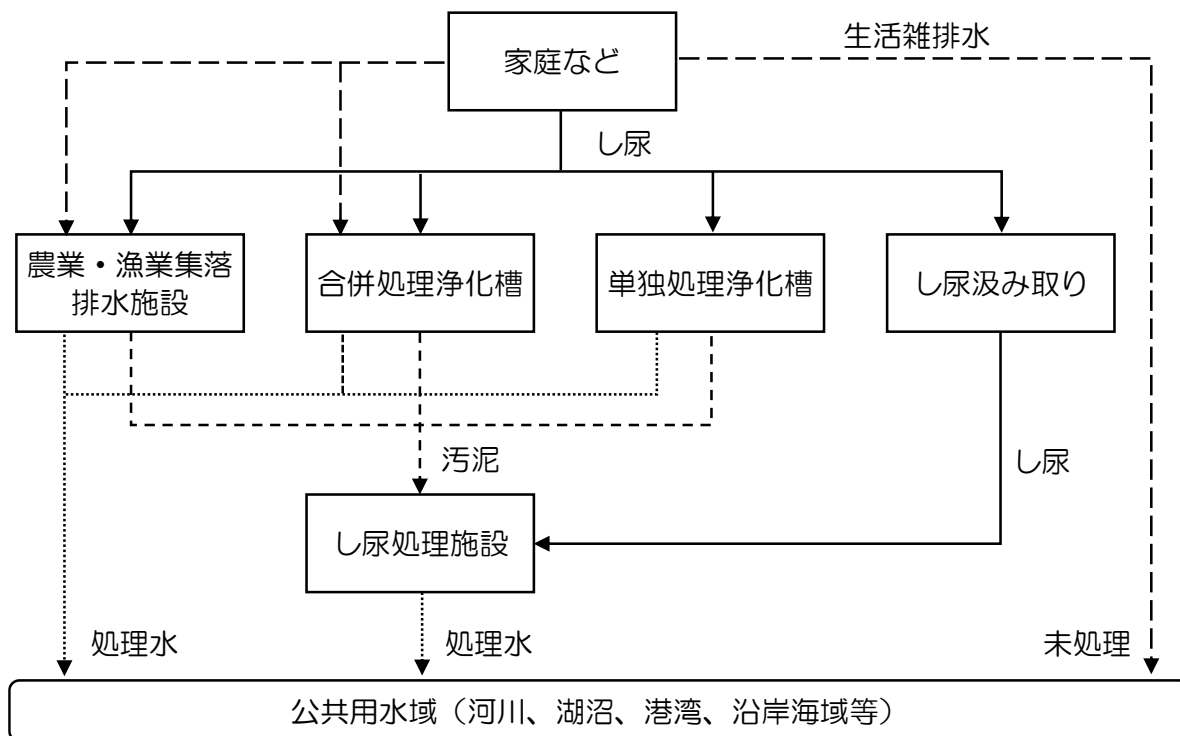 生活雑排水
家庭など
し尿
農業・漁業集落
排水施設
合併処理浄化槽
単独処理浄化槽
し尿汲み取り
汚泥
し尿
し尿処理施設
処理水
処理水
未処理
公共用水域（河川、湖沼、港湾、沿岸海域等）